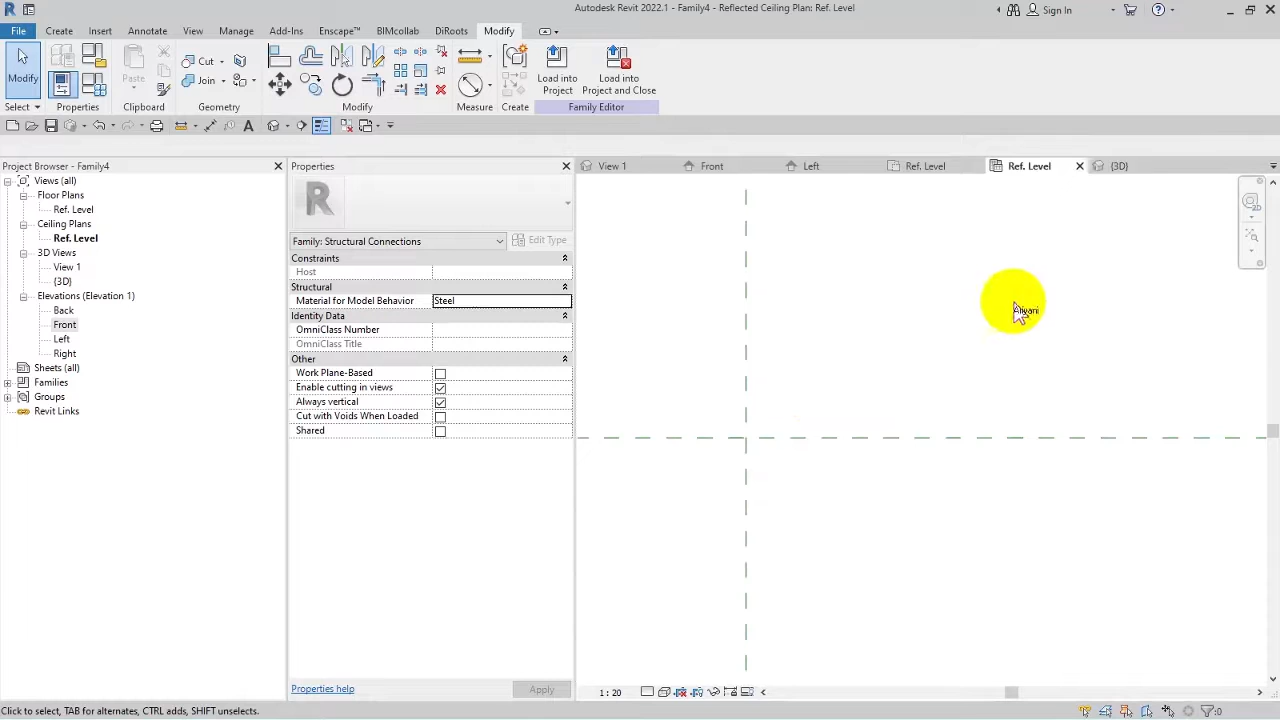 Autodesk Revit 2022.1 - Family4 - Reflected Ceiling Plan: Ref. Level
Sign In
File Create Insert Annotate View Manage Add-Ins Enscape™ BIMcollab DiRoots Modify
Modify
Paste
Cut
Join
Load into Project
Load into Project and Close
Select Properties Clipboard Geometry Modify Measure Create Family Editor
Project Browser - Family4
Properties
View 1
Front
Left
Ref. Level
Ref. Level
{3D}
Views (all)
Floor Plans
Ref. Level
Ceiling Plans
Ref. Level
3D Views
View 1
{3D}
Elevations (Elevation 1)
Back
Front
Left
Right
Sheets (all)
Families
Groups
Revit Links
R
Family: Structural Connections
Edit Type
Constraints
Host
Structural
Material for Model Behavior Steel
Identity Data
OmniClass Number
OmniClass Title
Other
Work Plane-Based
Enable cutting in views
Always vertical
Cut with Voids When Loaded
Shared
Properties help
Apply
2D
1 : 20
Click to select, TAB for alternates, CTRL adds, SHIFT unselects.
:0